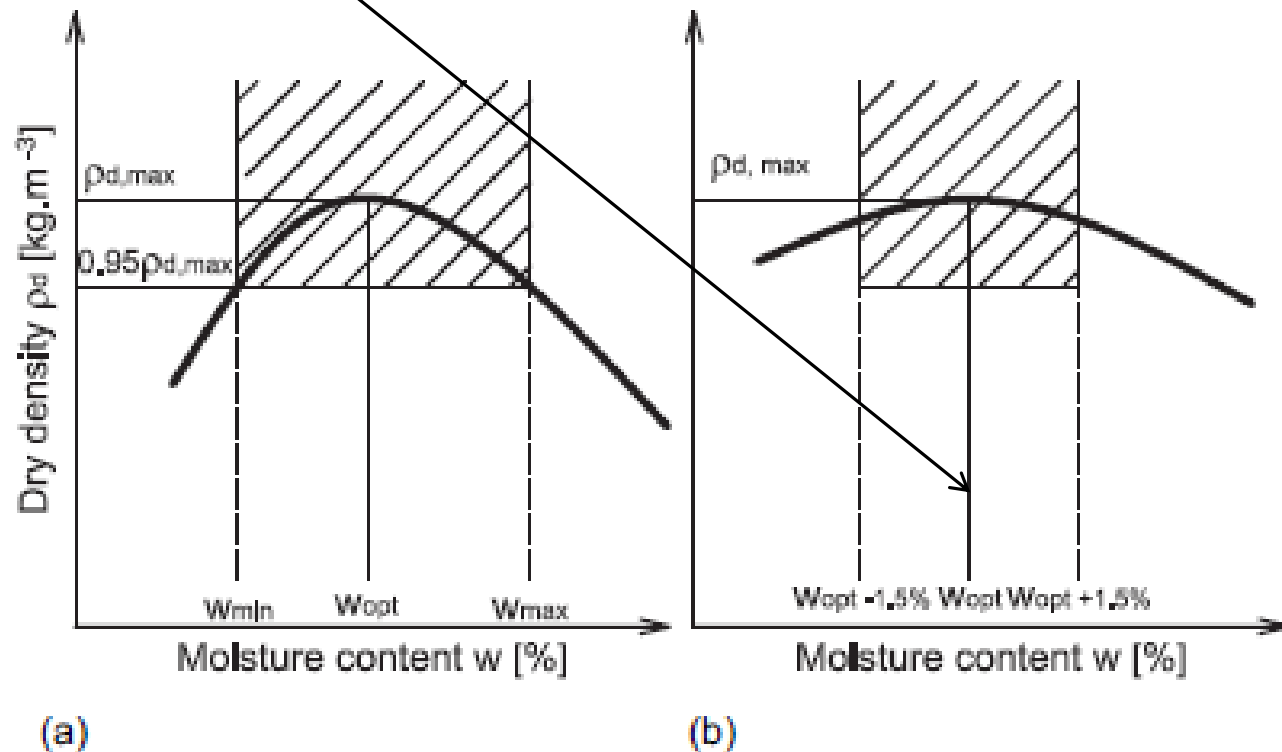 Dry density ρd [kg.m⁻³]
ρd,max
0.95ρd,max
Wmin
Wopt
Wmax
Moisture content w [%]
(a)
ρd, max
Wopt -1.5% Wopt Wopt +1.5%
Moisture content w [%]
(b)